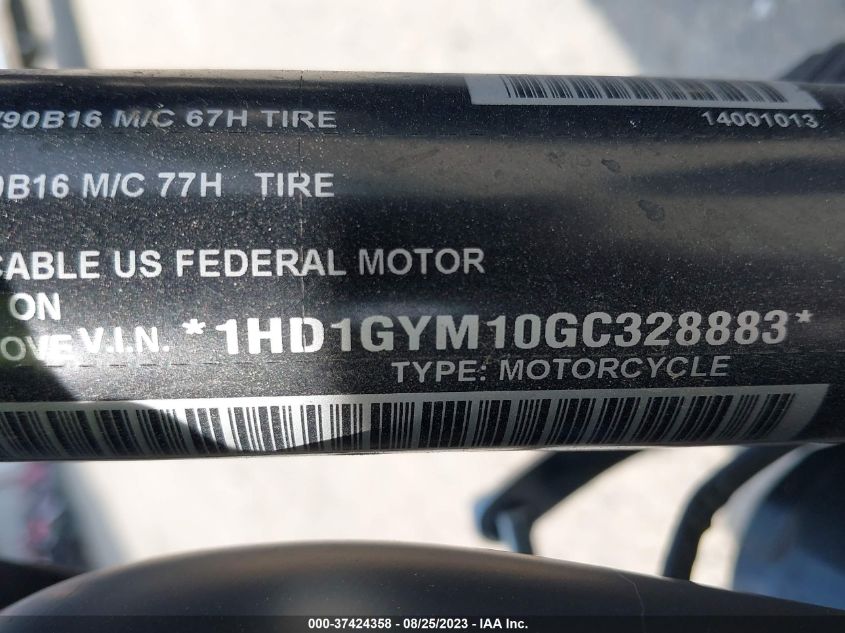 /90B16 M/C 67H TIRE
14001013
0B16 M/C 77H TIRE
CABLE US FEDERAL MOTOR
ON
OVE V.I.N. *1HD1GYM10GC328883*
TYPE: MOTORCYCLE
000-37424358 | 08/25/2023 - IAA Inc.